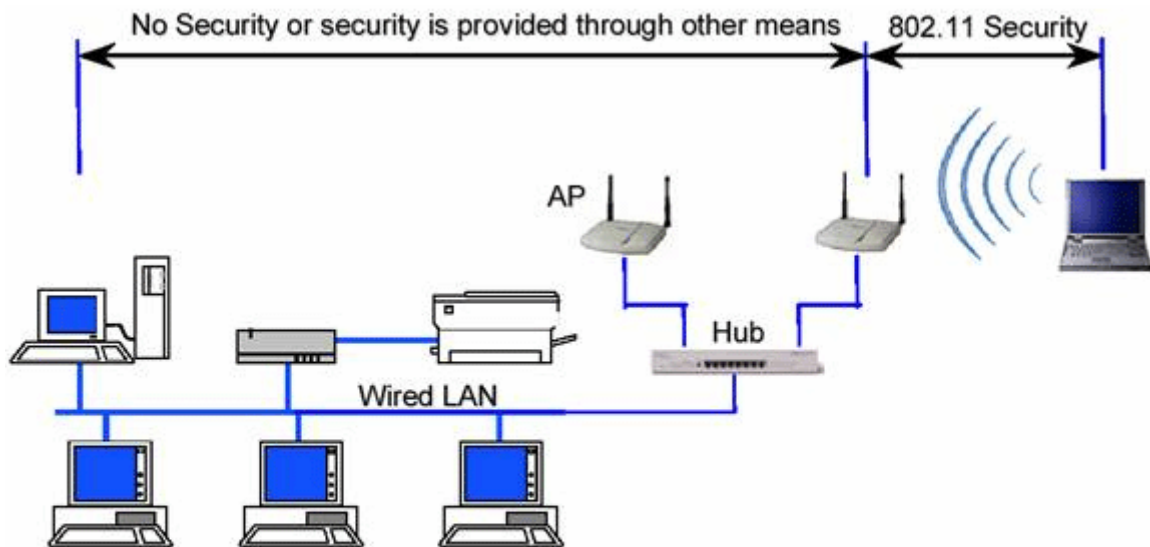 No Security or security is provided through other means
802.11 Security
AP
Hub
Wired LAN